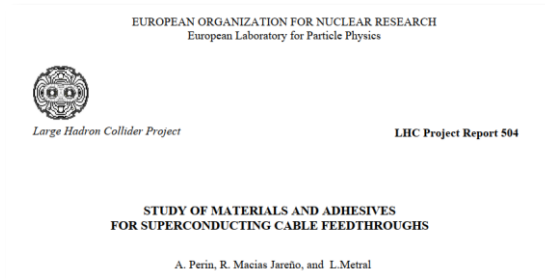 EUROPEAN ORGANIZATION FOR NUCLEAR RESEARCH
European Laboratory for Particle Physics
Large Hadron Collider Project
LHC Project Report 504
STUDY OF MATERIALS AND ADHESIVES
FOR SUPERCONDUCTING CABLE FEEDTHROUGHS
A. Perin, R. Macias Jareño, and L.Metral